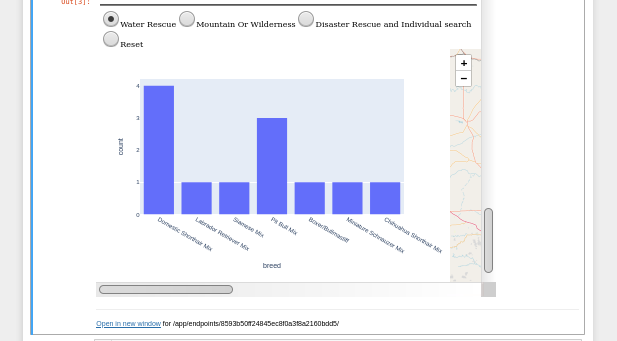 Out[3]:
Water Rescue Mountain Or Wilderness Disaster Rescue and Individual search
Reset
+
−
4
3
2
1
0
count
Domestic Shorthair Mix
Labrador Retriever Mix
Siamese Mix
Pit Bull Mix
Boxer/Bullmastiff
Miniature Schnauzer Mix
Chihuahua Shorthair Mix
breed
Open in new window for /app/endpoints/8593b50ff24845ec8f0a3f8a2160bdd5/